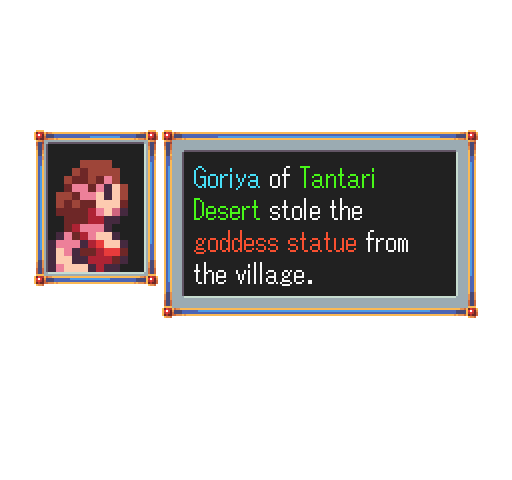 Goriya of Tantari
Desert stole the
goddess statue from
the village.